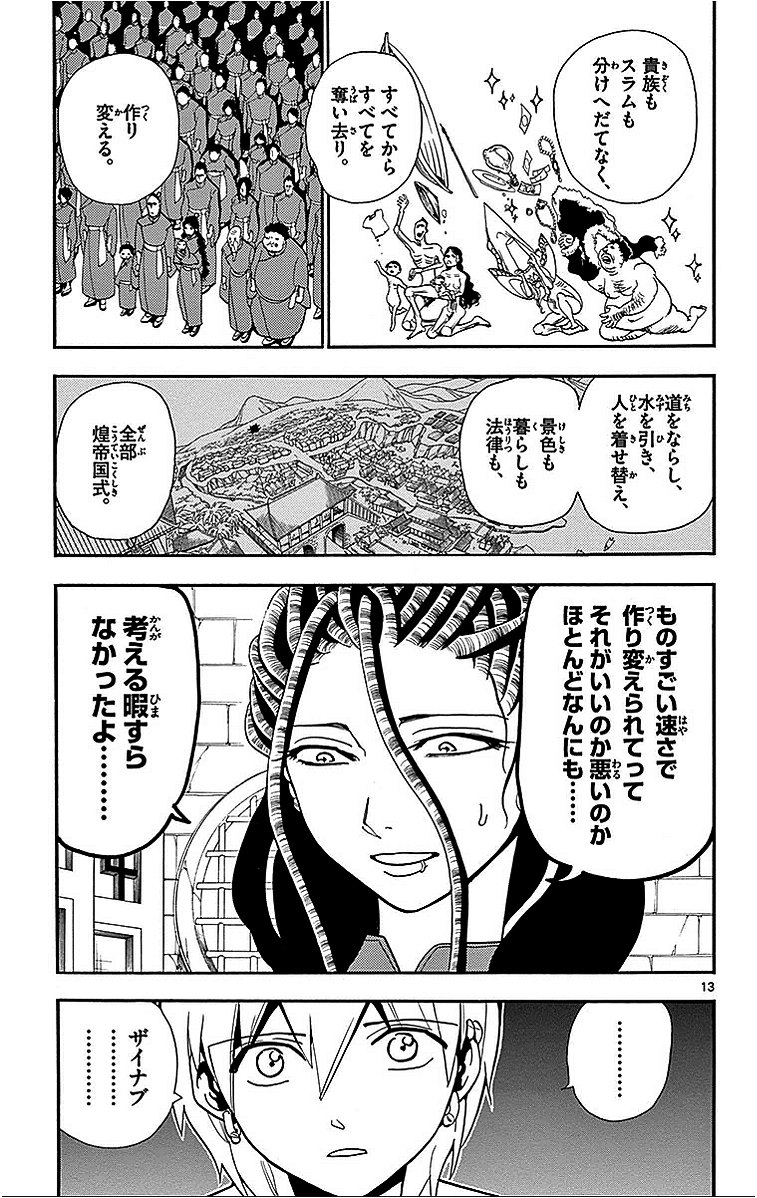 貴族も
スラムも
分けへだてなく、
すべてから
すべてを
奪い去り。
作り
変える。
道をならし、
水を引き、
人を着せ替え、
景色も
暮らしも
法律も、
全部
煌帝国式。
ものすごい速さで
作り変えられてって
それがいいのか悪いのか
ほとんどなんにも……
考える暇すら
なかったよ………
13
………
ザイナブ
………
………